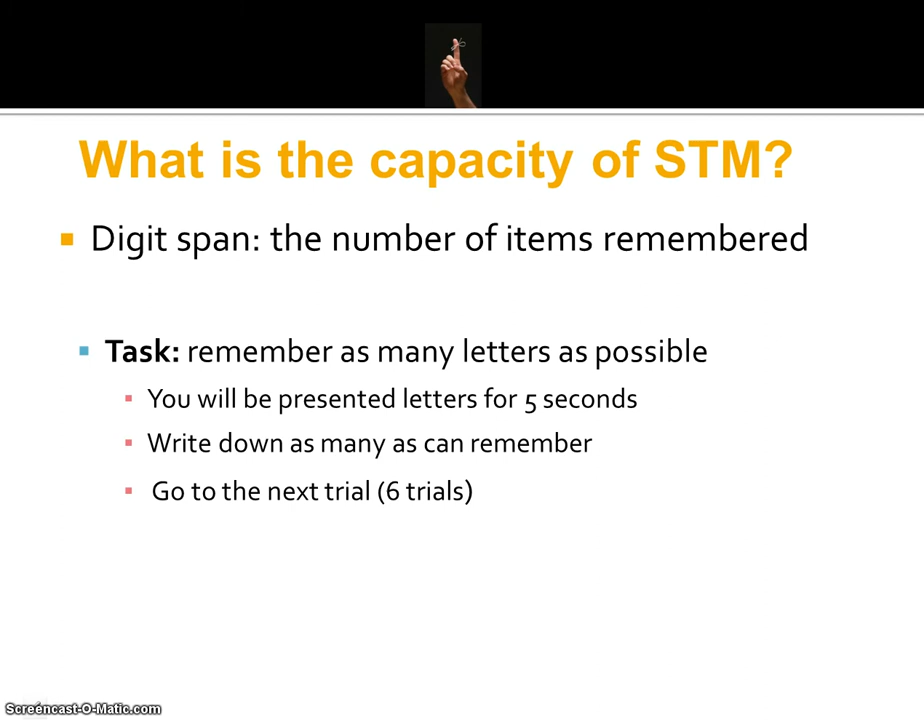 What is the capacity of STM?
Digit span: the number of items remembered
Task: remember as many letters as possible
You will be presented letters for 5 seconds
Write down as many as can remember
Go to the next trial (6 trials)
Screencast-O-Matic.com